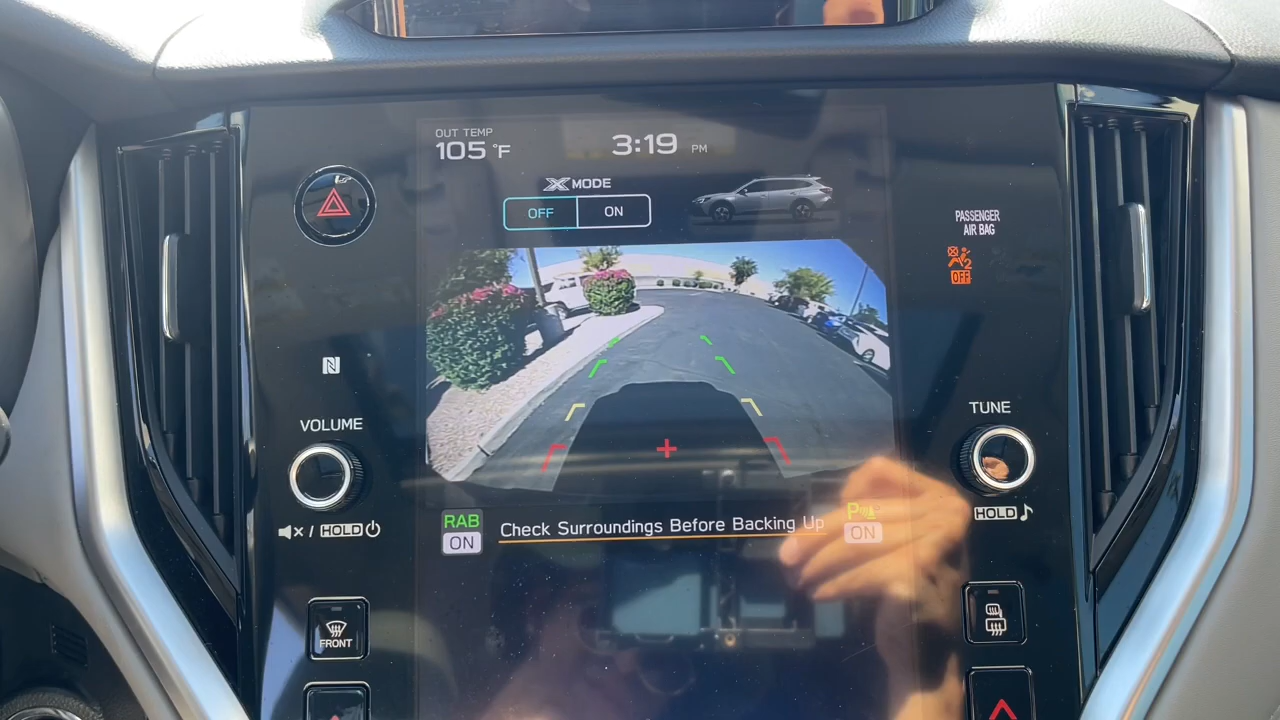 OUT TEMP
105 °F
3:19 PM
X MODE
OFF ON
PASSENGER
AIR BAG
OFF
VOLUME
TUNE
/ HOLD
HOLD
RAB
ON
Check Surroundings Before Backing Up
P
ON
FRONT